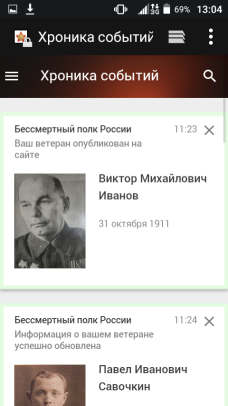 69% 13:04
Хроника событий
Хроника событий
Бессмертный полк России 11:23
Ваш ветеран опубликован на
сайте
Виктор Михайлович
Иванов
31 октября 1911
Бессмертный полк России 11:24
Информация о вашем ветеране
успешно обновлена
Павел Иванович
Савочкин